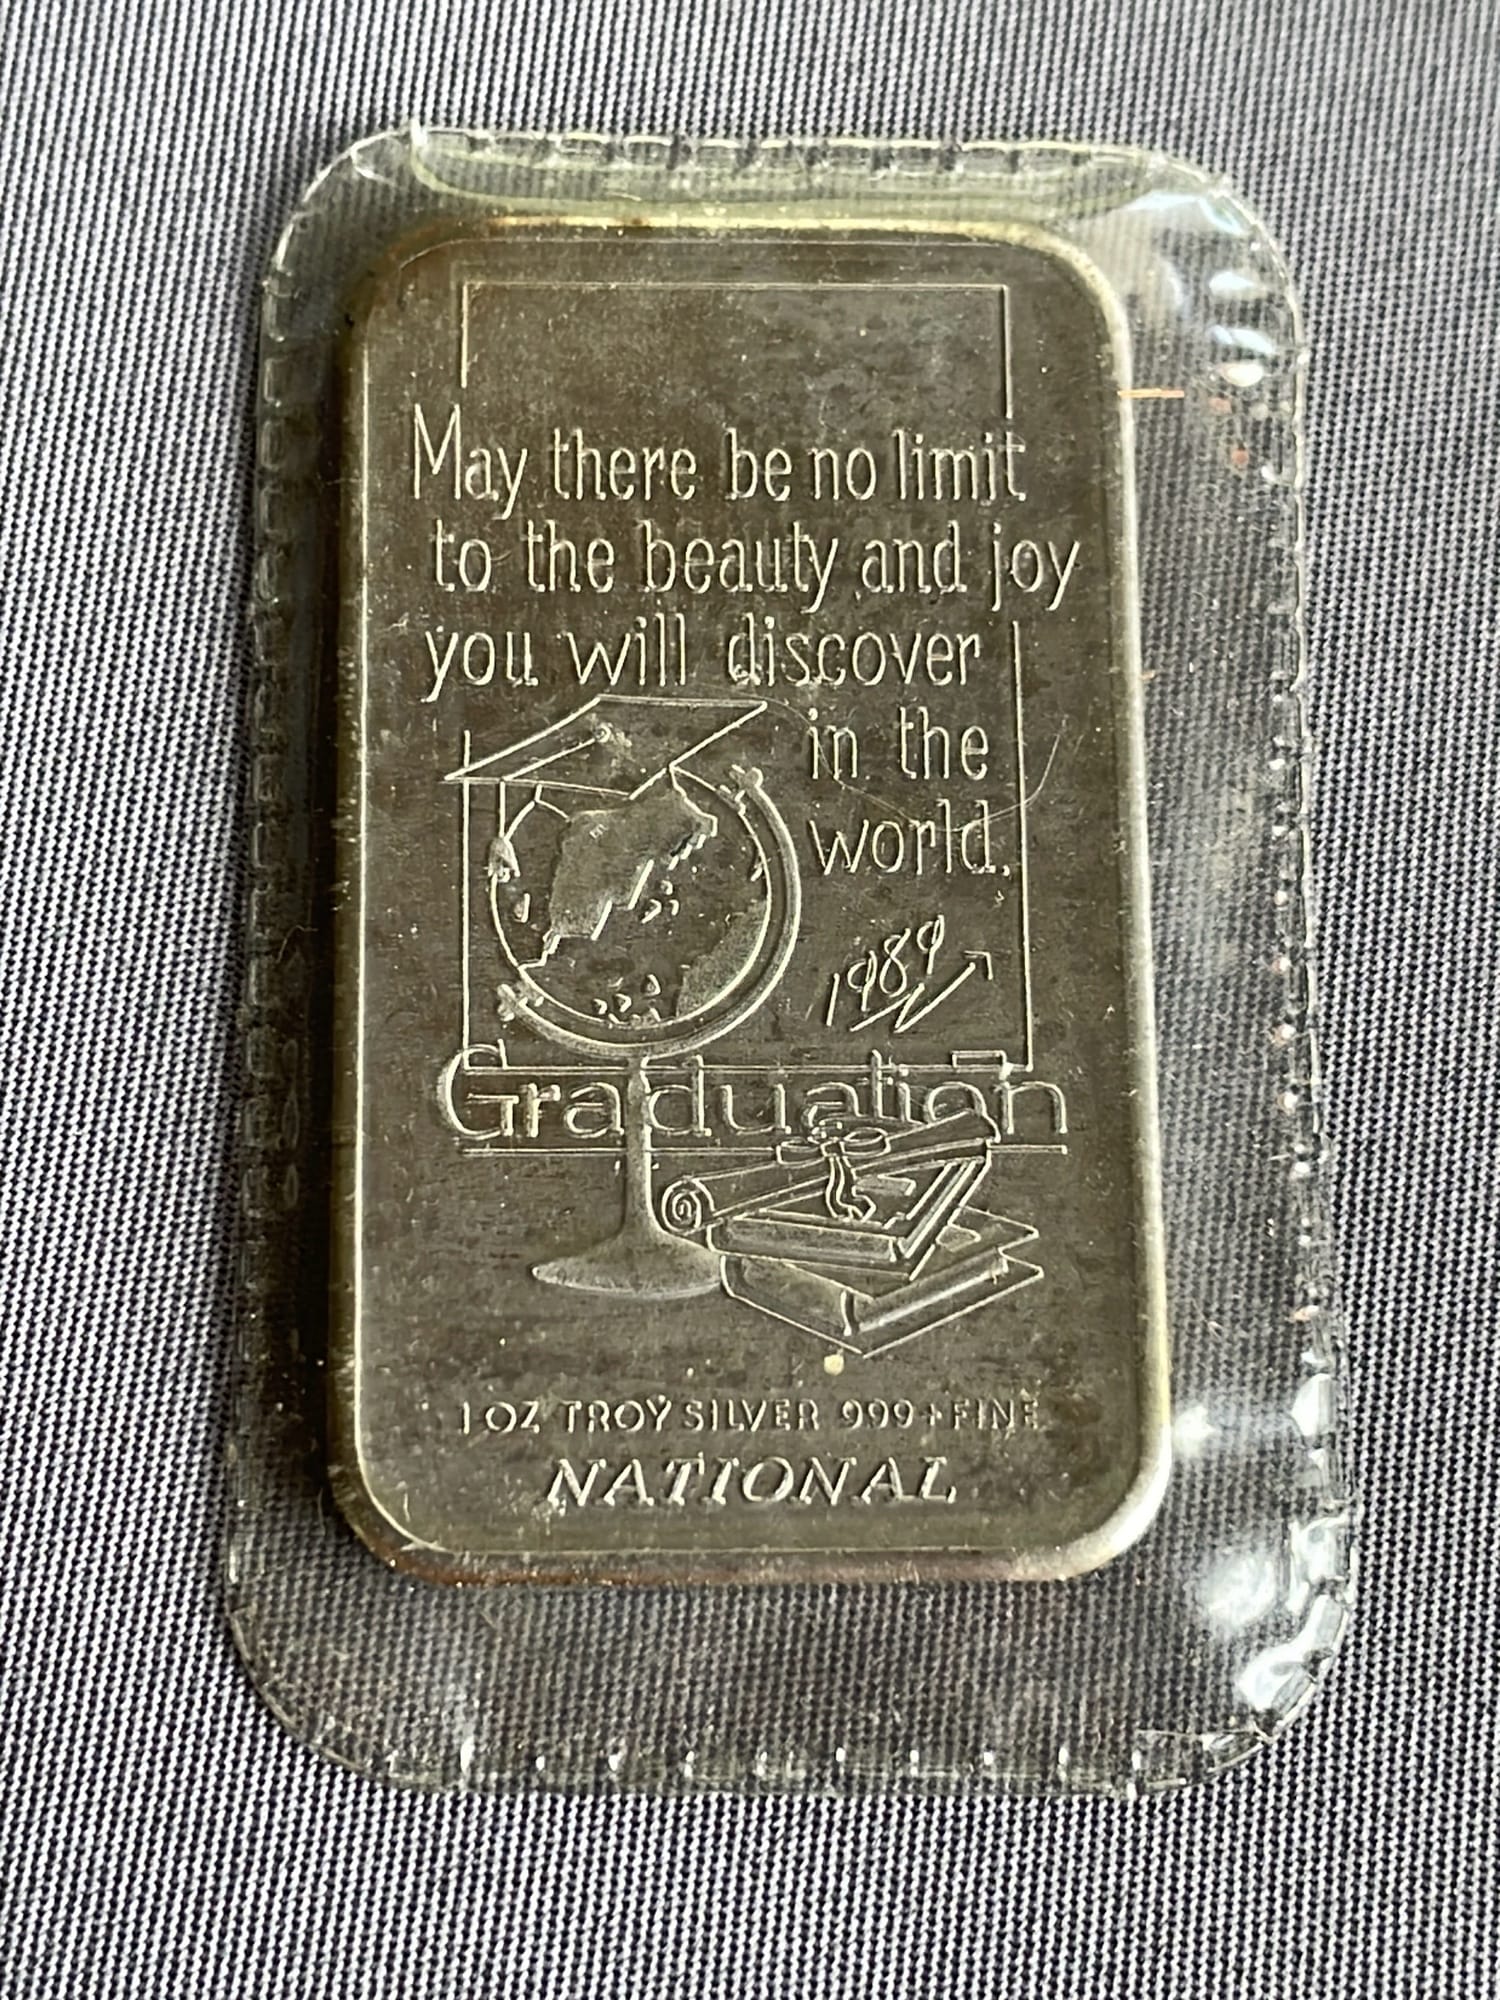 May there be no limit
to the beauty and joy
you will discover
in the
world.
1989
Graduation
1 OZ TROY SILVER 999+FINE
NATIONAL